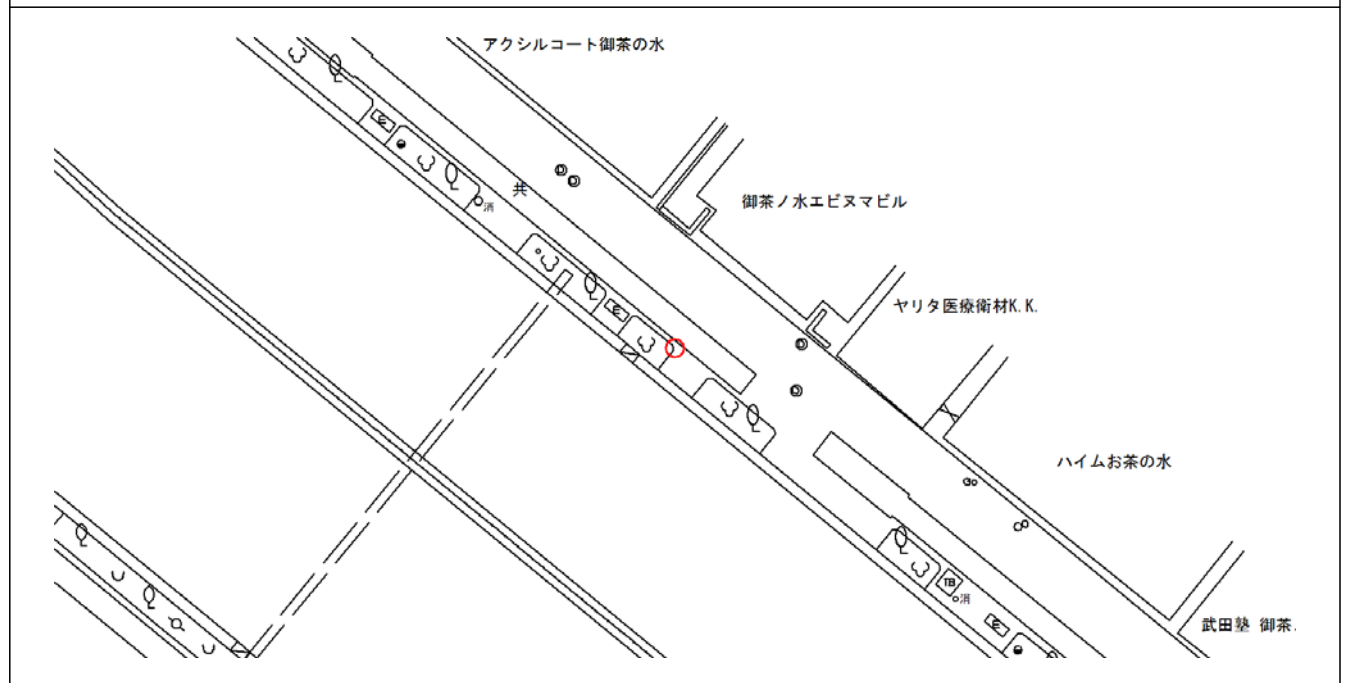 アクシルコート御茶の水
共
御茶ノ水エビヌマビル
消
ヤリタ医療衛材K.K.
ハイムお茶の水
TB
消
武田塾 御茶.